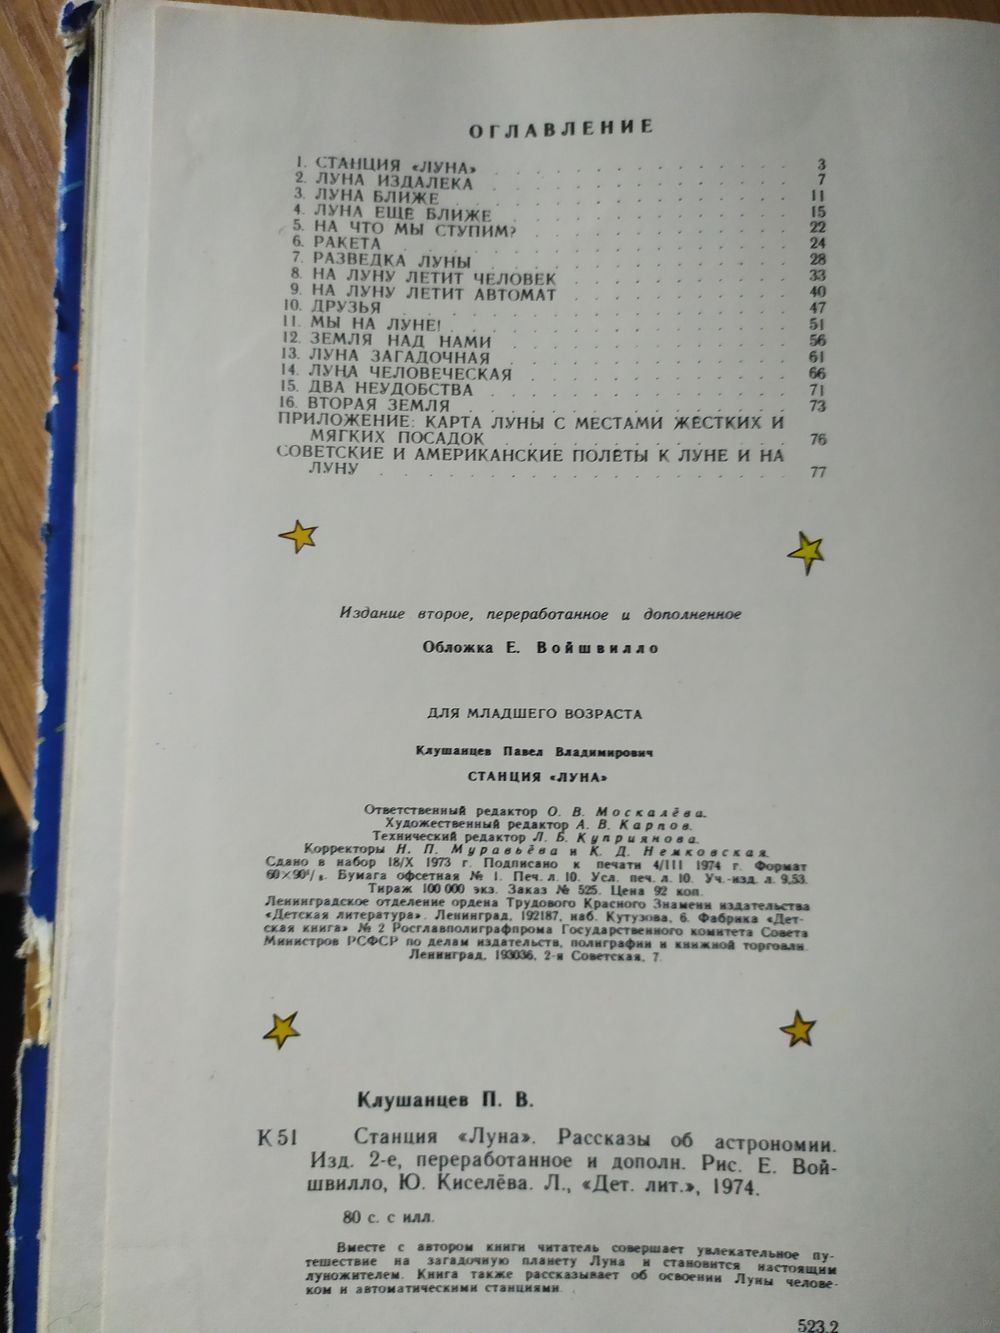 ОГЛАВЛЕНИЕ
1. СТАНЦИЯ «ЛУНА» . . . . . . . . . . . . . . . 3
2. ЛУНА ИЗДАЛЕКА . . . . . . . . . . . . . . . 7
3. ЛУНА БЛИЖЕ . . . . . . . . . . . . . . . . 11
4. ЛУНА ЕЩЕ БЛИЖЕ . . . . . . . . . . . . . . 15
5. НА ЧТО МЫ СТУПИМ? . . . . . . . . . . . . . 22
6. РАКЕТА . . . . . . . . . . . . . . . . . . 24
7. РАЗВЕДКА ЛУНЫ . . . . . . . . . . . . . . . 28
8. НА ЛУНУ ЛЕТИТ ЧЕЛОВЕК . . . . . . . . . . . 33
9. НА ЛУНУ ЛЕТИТ АВТОМАТ . . . . . . . . . . . 40
10. ДРУЗЬЯ . . . . . . . . . . . . . . . . . . 47
11. МЫ НА ЛУНЕ! . . . . . . . . . . . . . . . 51
12. ЗЕМЛЯ НАД НАМИ . . . . . . . . . . . . . . 56
13. ЛУНА ЗАГАДОЧНАЯ . . . . . . . . . . . . . 61
14. ЛУНА ЧЕЛОВЕЧЕСКАЯ . . . . . . . . . . . . 66
15. ДВА НЕУДОБСТВА . . . . . . . . . . . . . . 71
16. ВТОРАЯ ЗЕМЛЯ . . . . . . . . . . . . . . . 73
ПРИЛОЖЕНИЕ: КАРТА ЛУНЫ С МЕСТАМИ ЖЁСТКИХ И
МЯГКИХ ПОСАДОК . . . . . . . . . . . . . . 76
СОВЕТСКИЕ И АМЕРИКАНСКИЕ ПОЛЁТЫ К ЛУНЕ И НА
ЛУНУ . . . . . . . . . . . . . . . . . . . 77
Издание второе, переработанное и дополненное
Обложка Е. Войшвилло
ДЛЯ МЛАДШЕГО ВОЗРАСТА
Клушанцев Павел Владимирович
СТАНЦИЯ «ЛУНА»
Ответственный редактор О. В. Москалёва.
Художественный редактор А. В. Карпов.
Технический редактор Л. Б. Куприянова.
Корректоры Н. П. Муравьёва и К. Д. Немковская.
Сдано в набор 18/X 1973 г. Подписано к печати 4/III 1974 г. Формат
60×90¹/₈. Бумага офсетная № 1. Печ. л. 10. Усл. печ. л. 10. Уч.-изд. л. 9,53.
Тираж 100 000 экз. Заказ № 525. Цена 92 коп.
Ленинградское отделение ордена Трудового Красного Знамени издательства
«Детская литература». Ленинград, 192187, наб. Кутузова, 6. Фабрика «Дет-
ская книга» № 2 Росглавполиграфпрома Государственного комитета Совета
Министров РСФСР по делам издательств, полиграфии и книжной торговли.
Ленинград, 193036, 2-я Советская, 7.
Клушанцев П. В.
К 51 Станция «Луна». Рассказы об астрономии.
Изд. 2-е, переработанное и дополн. Рис. Е. Вой-
швилло, Ю. Киселёва. Л., «Дет. лит.», 1974.
80 с. с илл.
Вместе с автором книги читатель совершает увлекательное пу-
тешествие на загадочную планету Луна и становится настоящим
луножителем. Книга также рассказывает об освоении Луны челове-
ком и автоматическими станциями.
523.2